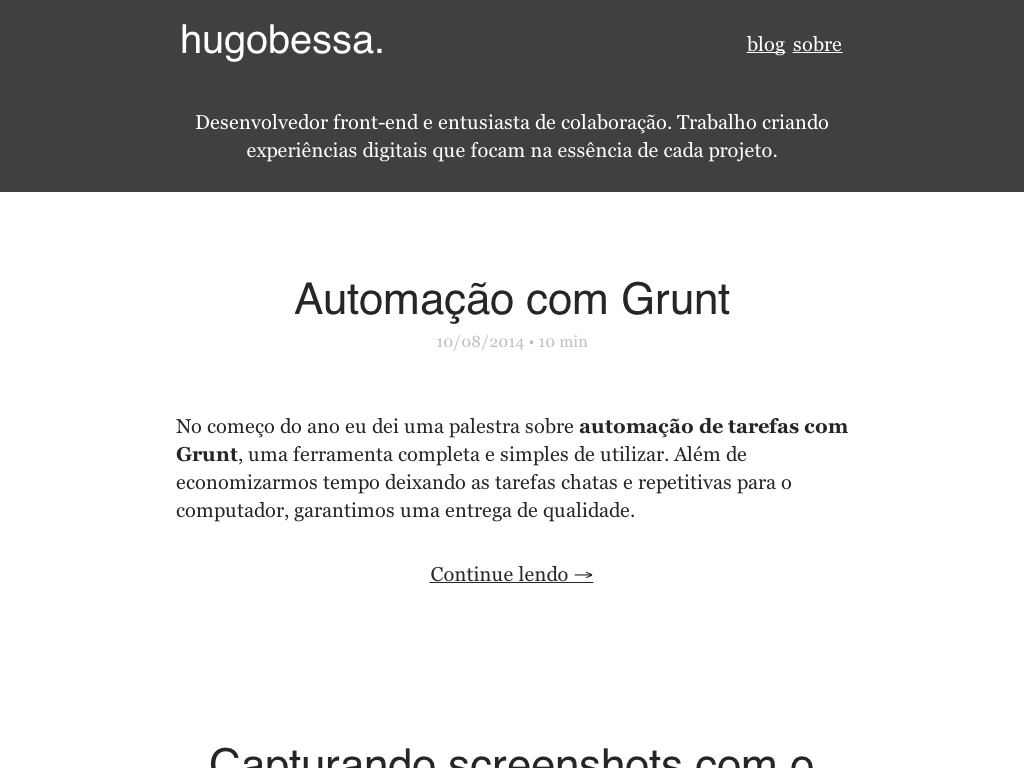 hugobessa.
blog sobre
Desenvolvedor front-end e entusiasta de colaboração. Trabalho criando
experiências digitais que focam na essência de cada projeto.
Automação com Grunt
10/08/2014 • 10 min
No começo do ano eu dei uma palestra sobre automação de tarefas com
Grunt, uma ferramenta completa e simples de utilizar. Além de
economizarmos tempo deixando as tarefas chatas e repetitivas para o
computador, garantimos uma entrega de qualidade.
Continue lendo →
Capturando screenshots com o